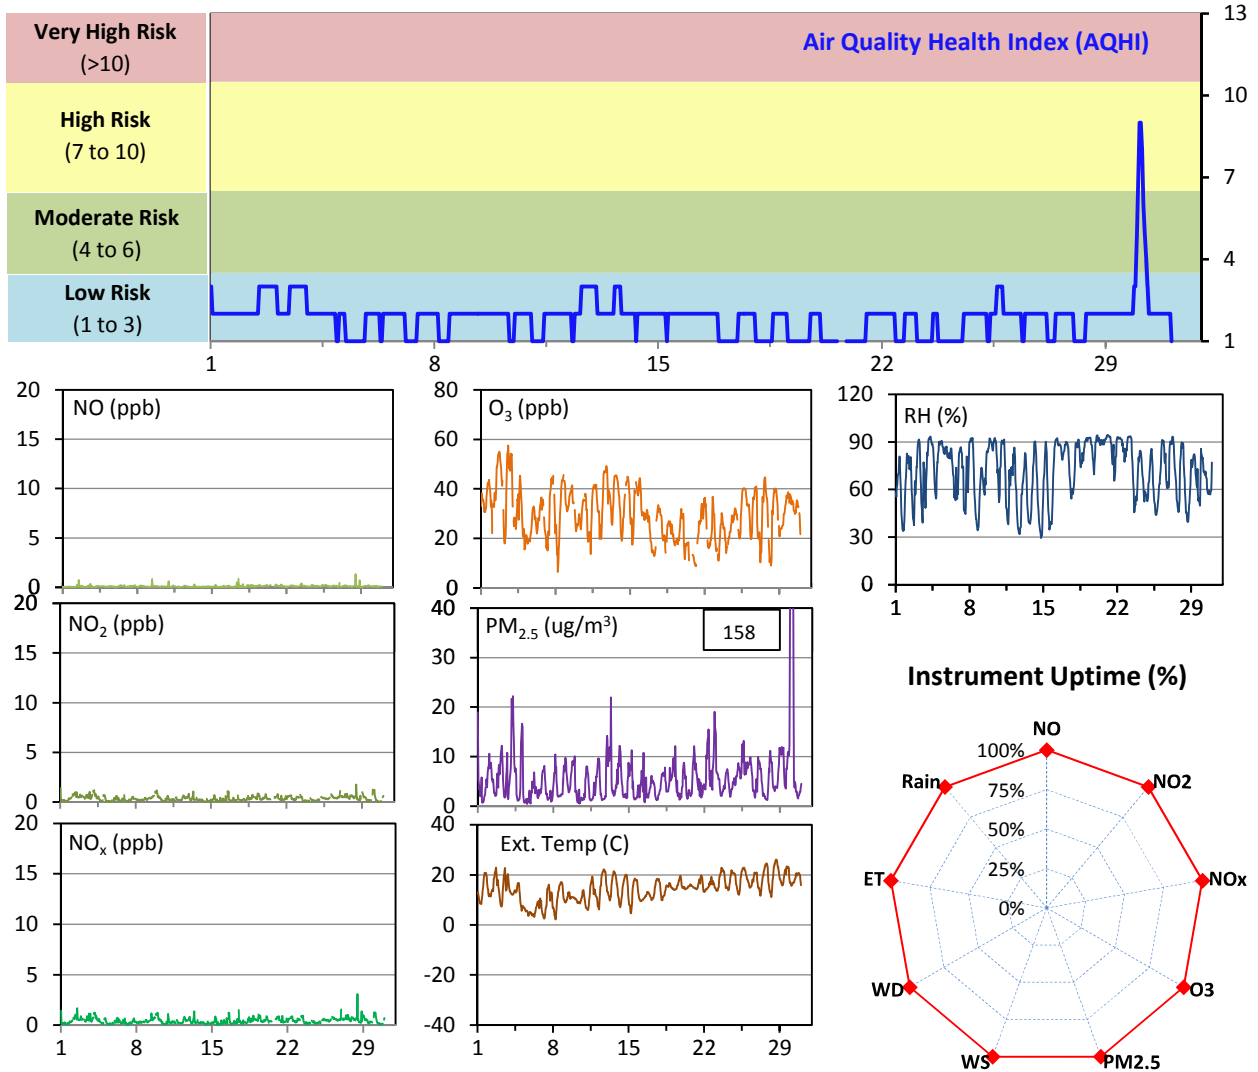 Very High Risk
(>10)
High Risk
(7 to 10)
Moderate Risk
(4 to 6)
Low Risk
(1 to 3)
Air Quality Health Index (AQHI)
13
10
7
4
1
1 8 15 22 29
NO (ppb)
20
15
10
5
0
NO₂ (ppb)
20
15
10
5
0
NOₓ (ppb)
20
15
10
5
0
1 8 15 22 29
O₃ (ppb)
80
60
40
20
0
PM₂.₅ (ug/m³)
158
40
30
20
10
0
Ext. Temp (C)
40
20
0
-20
-40
1 8 15 22 29
RH (%)
120
90
60
30
0
1 8 15 22 29
Instrument Uptime (%)
NO
NO2
NOx
O3
PM2.5
WS
WD
ET
Rain
100%
75%
50%
25%
0%